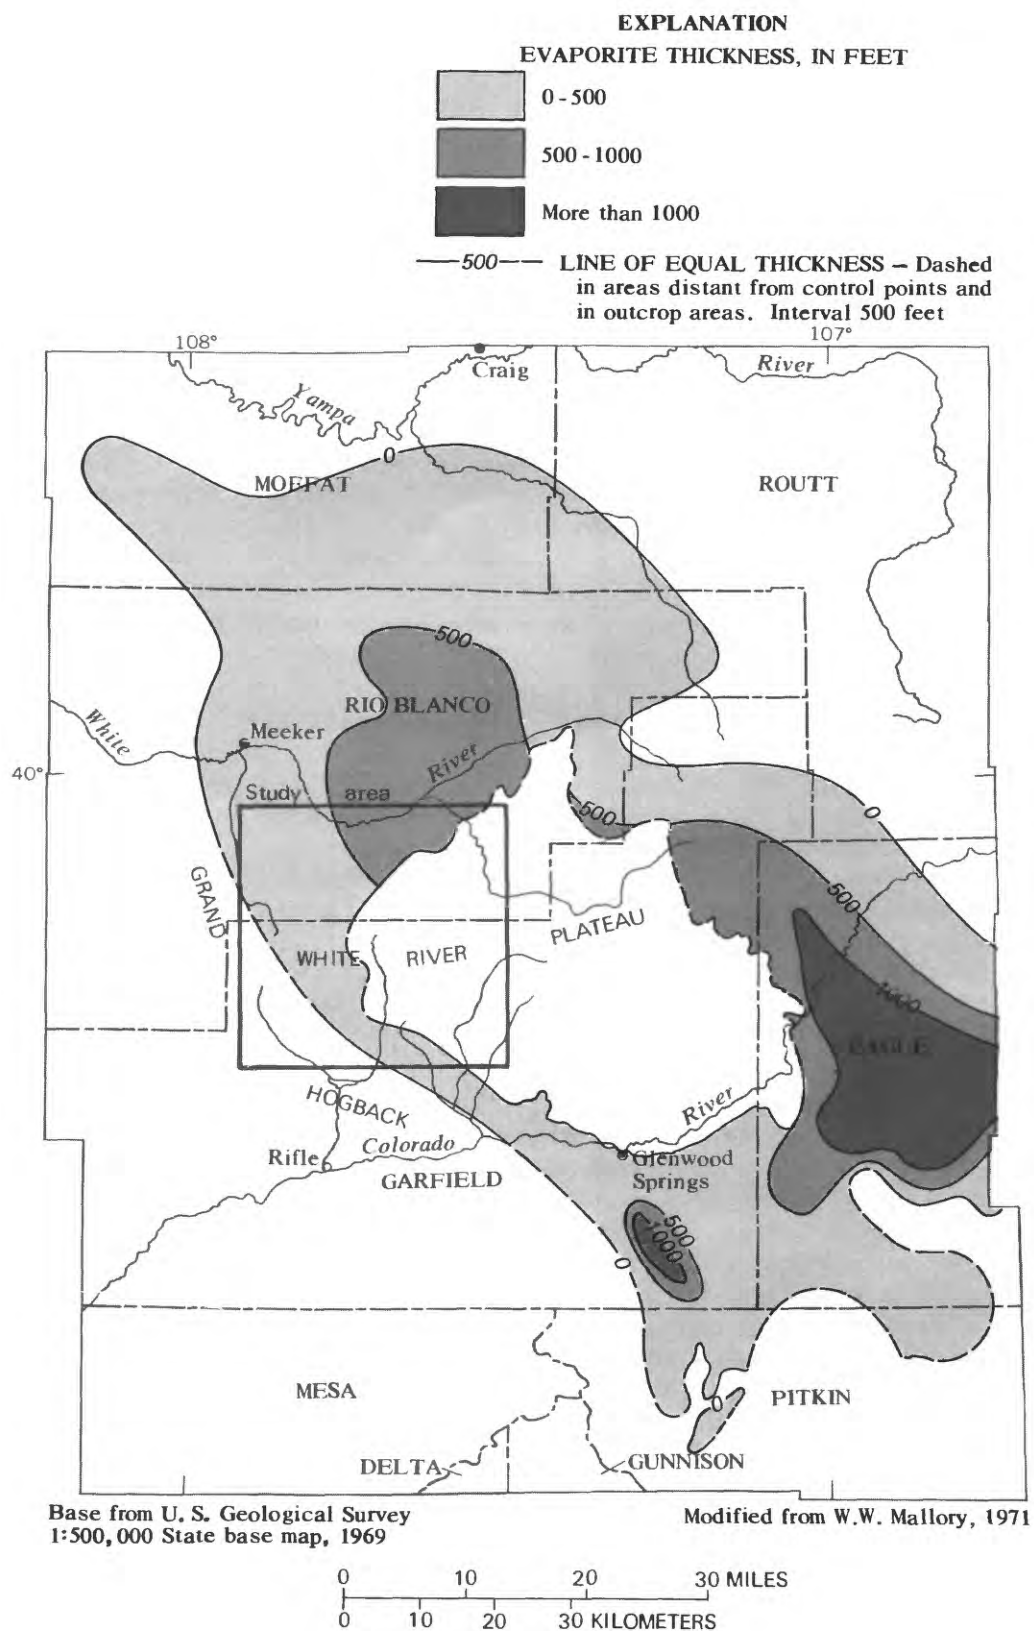 EXPLANATION
EVAPORITE THICKNESS, IN FEET
0-500
500-1000
More than 1000
500
LINE OF EQUAL THICKNESS — Dashed
in areas distant from control points and
in outcrop areas. Interval 500 feet
108°
107°
Craig
River
Yampa
0
MOFFAT
ROUTT
500
RIO BLANCO
White
Meeker
River
40°
Study area
500
0
GRAND
500
PLATEAU
WHITE RIVER
1000
EAGLE
HOGBACK
River
Colorado
Rifle
Glenwood
Springs
GARFIELD
500
1000
0
MESA
0
PITKIN
DELTA
GUNNISON
Base from U. S. Geological Survey
1:500,000 State base map, 1969
Modified from W.W. Mallory, 1971
0 10 20 30 MILES
0 10 20 30 KILOMETERS